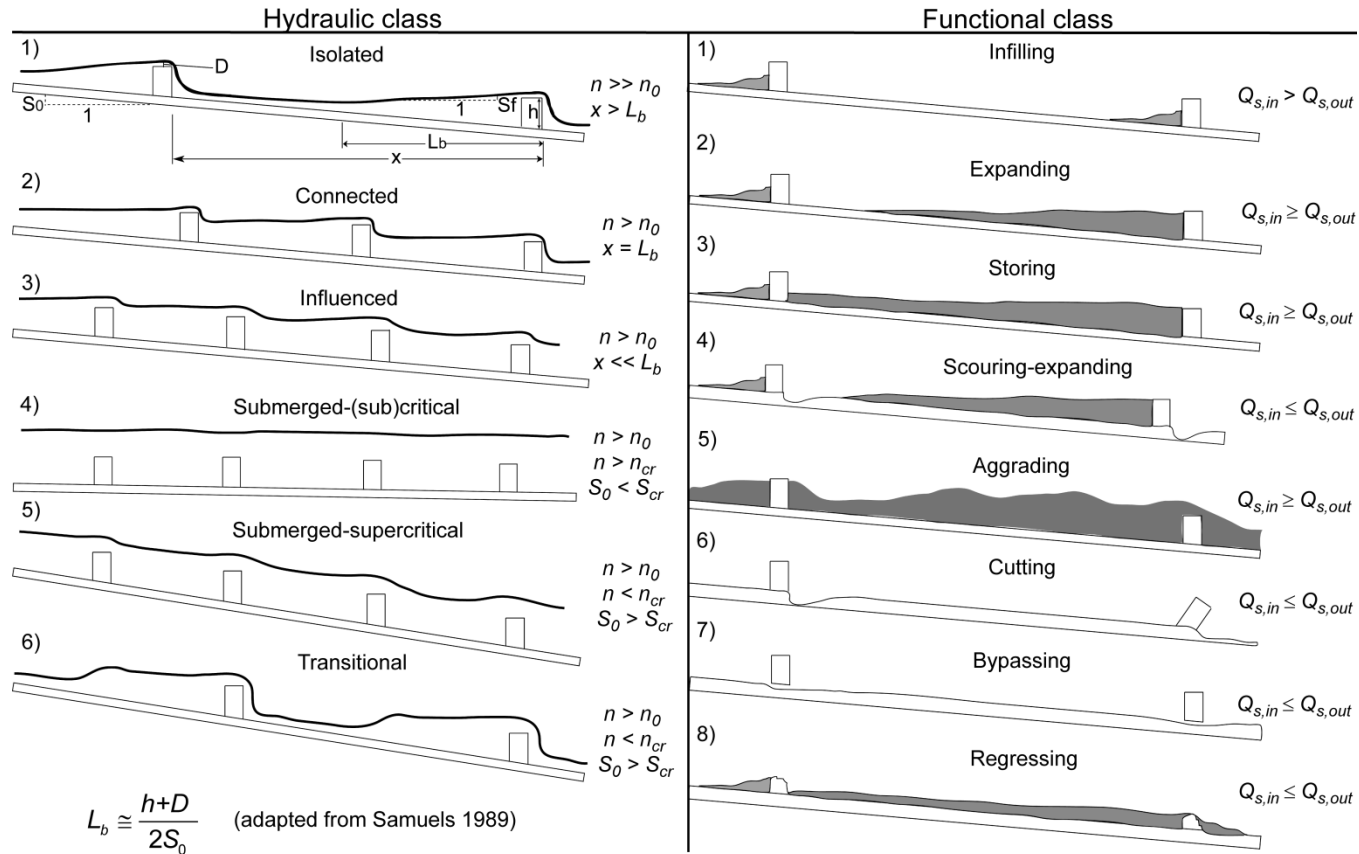 Hydraulic class
1)
Isolated
D
S0
1
1
Sf
h
Lb
x
n >> n0
x > Lb
2)
Connected
n > n0
x = Lb
3)
Influenced
n > n0
x << Lb
4)
Submerged-(sub)critical
n > n0
n > ncr
S0 < Scr
5)
Submerged-supercritical
n > n0
n < ncr
S0 > Scr
6)
Transitional
n > n0
n < ncr
S0 > Scr
Lb ≅ h+D / 2S0 (adapted from Samuels 1989)
Functional class
1)
Infilling
Qs,in > Qs,out
2)
Expanding
Qs,in ≥ Qs,out
3)
Storing
Qs,in ≥ Qs,out
4)
Scouring-expanding
Qs,in ≤ Qs,out
5)
Aggrading
Qs,in ≥ Qs,out
6)
Cutting
Qs,in ≤ Qs,out
7)
Bypassing
Qs,in ≤ Qs,out
8)
Regressing
Qs,in ≤ Qs,out